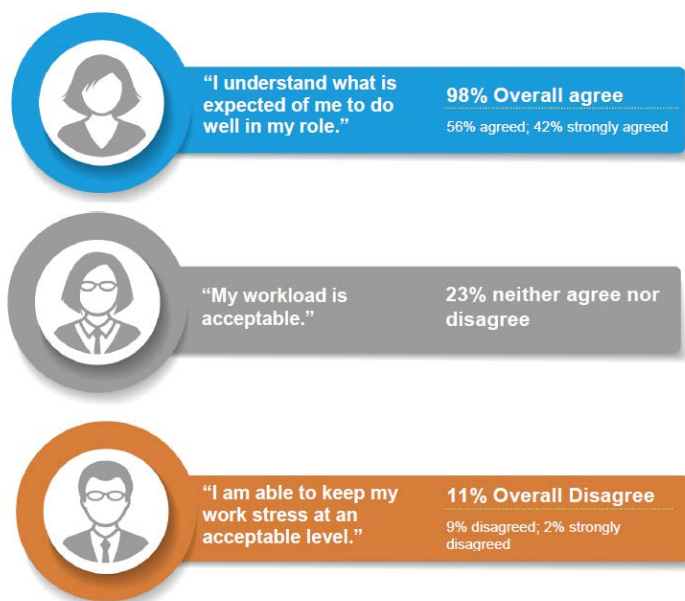 “I understand what is
expected of me to do
well in my role.”
98% Overall agree
56% agreed; 42% strongly agreed
“My workload is
acceptable.”
23% neither agree nor
disagree
“I am able to keep my
work stress at an
acceptable level.”
11% Overall Disagree
9% disagreed; 2% strongly
disagreed